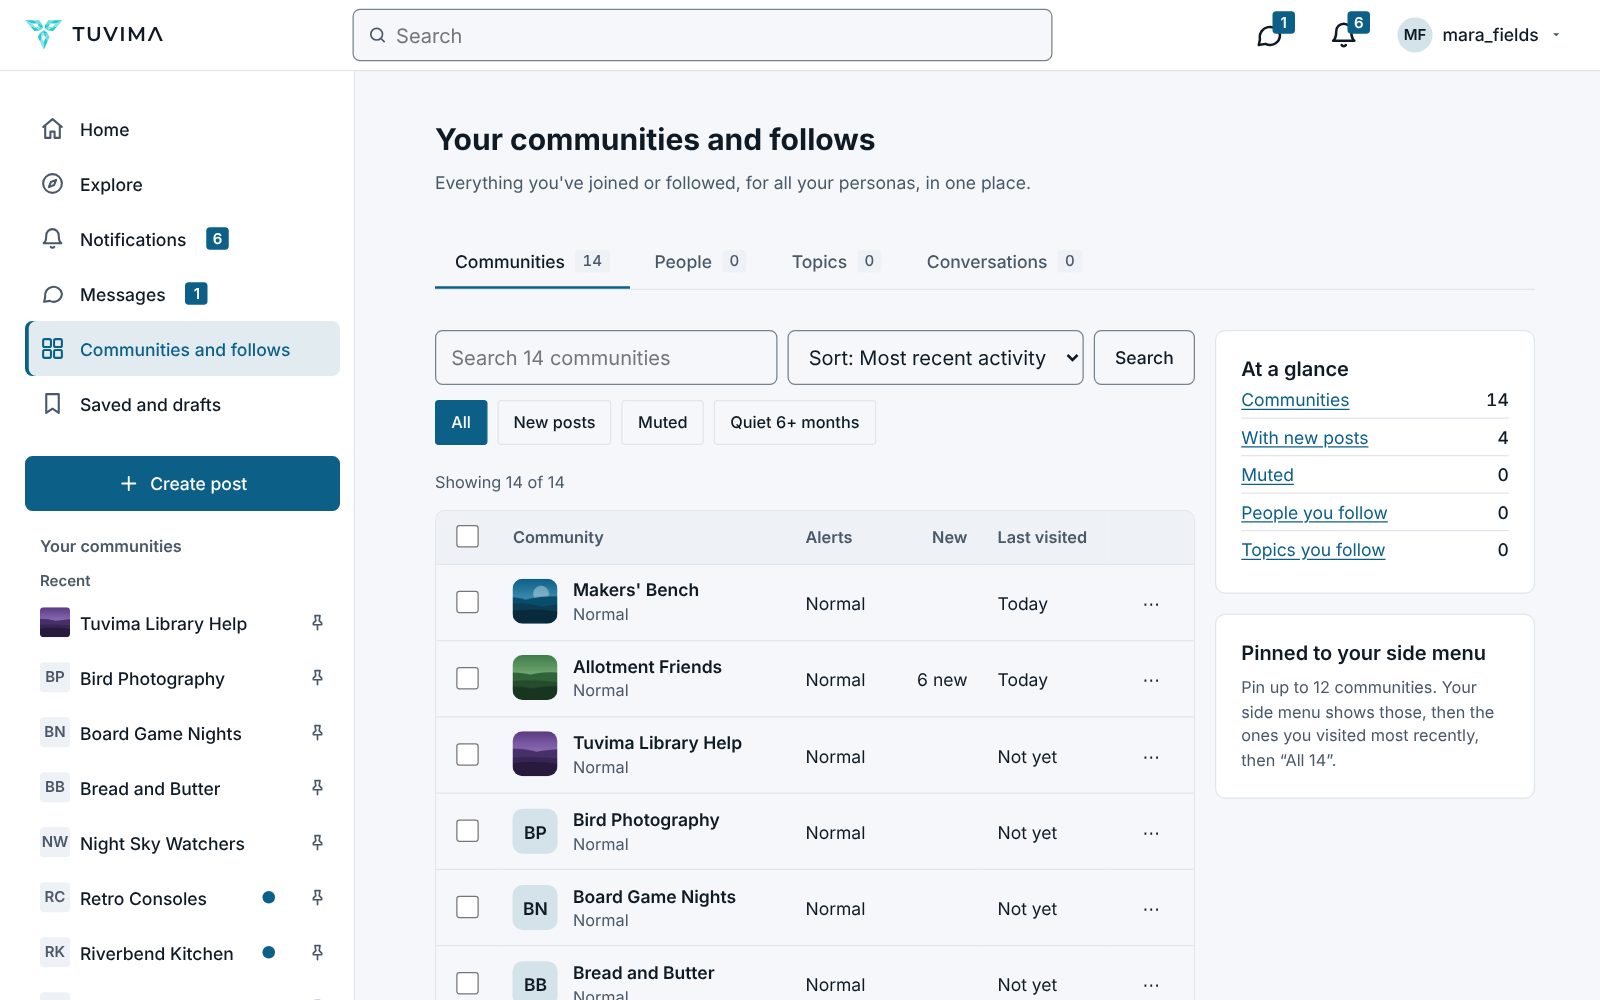 TUVIMA
Search
1
6
MF
mara_fields
Home
Explore
Notifications 6
Messages 1
Communities and follows
Saved and drafts
Create post
Your communities
Recent
Tuvima Library Help
BP Bird Photography
BN Board Game Nights
BB Bread and Butter
NW Night Sky Watchers
RC Retro Consoles
RK Riverbend Kitchen
Your communities and follows
Everything you've joined or followed, for all your personas, in one place.
Communities 14 People 0 Topics 0 Conversations 0
Search 14 communities
Sort: Most recent activity
Search
All New posts Muted Quiet 6+ months
Showing 14 of 14
Community Alerts New Last visited
Makers' Bench
Normal
Normal Today ...
Allotment Friends
Normal
Normal 6 new Today ...
Tuvima Library Help
Normal
Normal Not yet ...
BP
Bird Photography
Normal
Normal Not yet ...
BN
Board Game Nights
Normal
Normal Not yet ...
BB
Bread and Butter
Normal
Normal Not yet ...
At a glance
Communities 14
With new posts 4
Muted 0
People you follow 0
Topics you follow 0
Pinned to your side menu
Pin up to 12 communities. Your
side menu shows those, then the
ones you visited most recently,
then “All 14”.